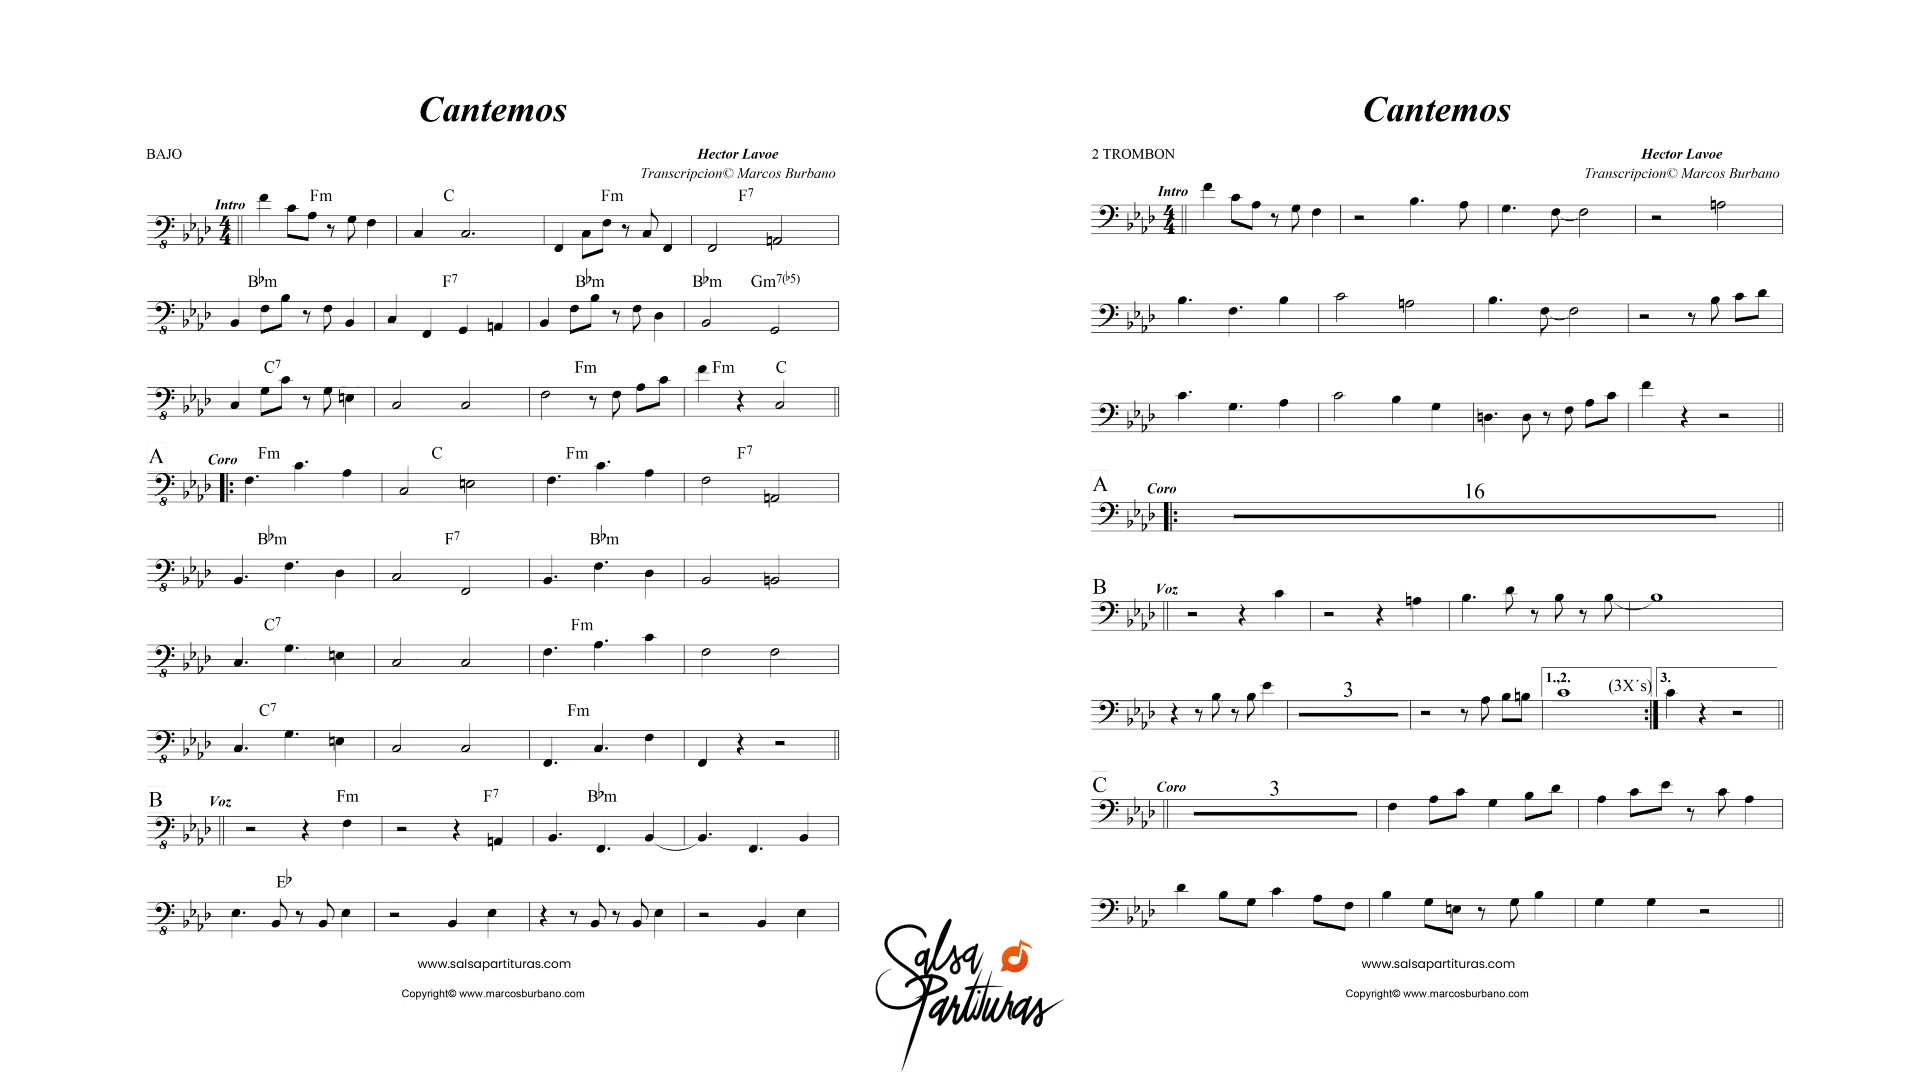 Cantemos
BAJO
Hector Lavoe
Transcripcion© Marcos Burbano
Intro Fm C Fm F7
B♭m F7 B♭m B♭m Gm7(♭5)
C7 Fm Fm C
A Coro Fm C Fm F7
B♭m F7 B♭m
C7 Fm
C7 Fm
B Voz Fm F7 B♭m
E♭
www.salsapartituras.com
Copyright© www.marcosburbano.com
Salsa
Partituras
Cantemos
2 TROMBON
Hector Lavoe
Transcripcion© Marcos Burbano
Intro
A Coro 16
B Voz
3 1.,2. (3X´s) 3.
C Coro 3
www.salsapartituras.com
Copyright© www.marcosburbano.com